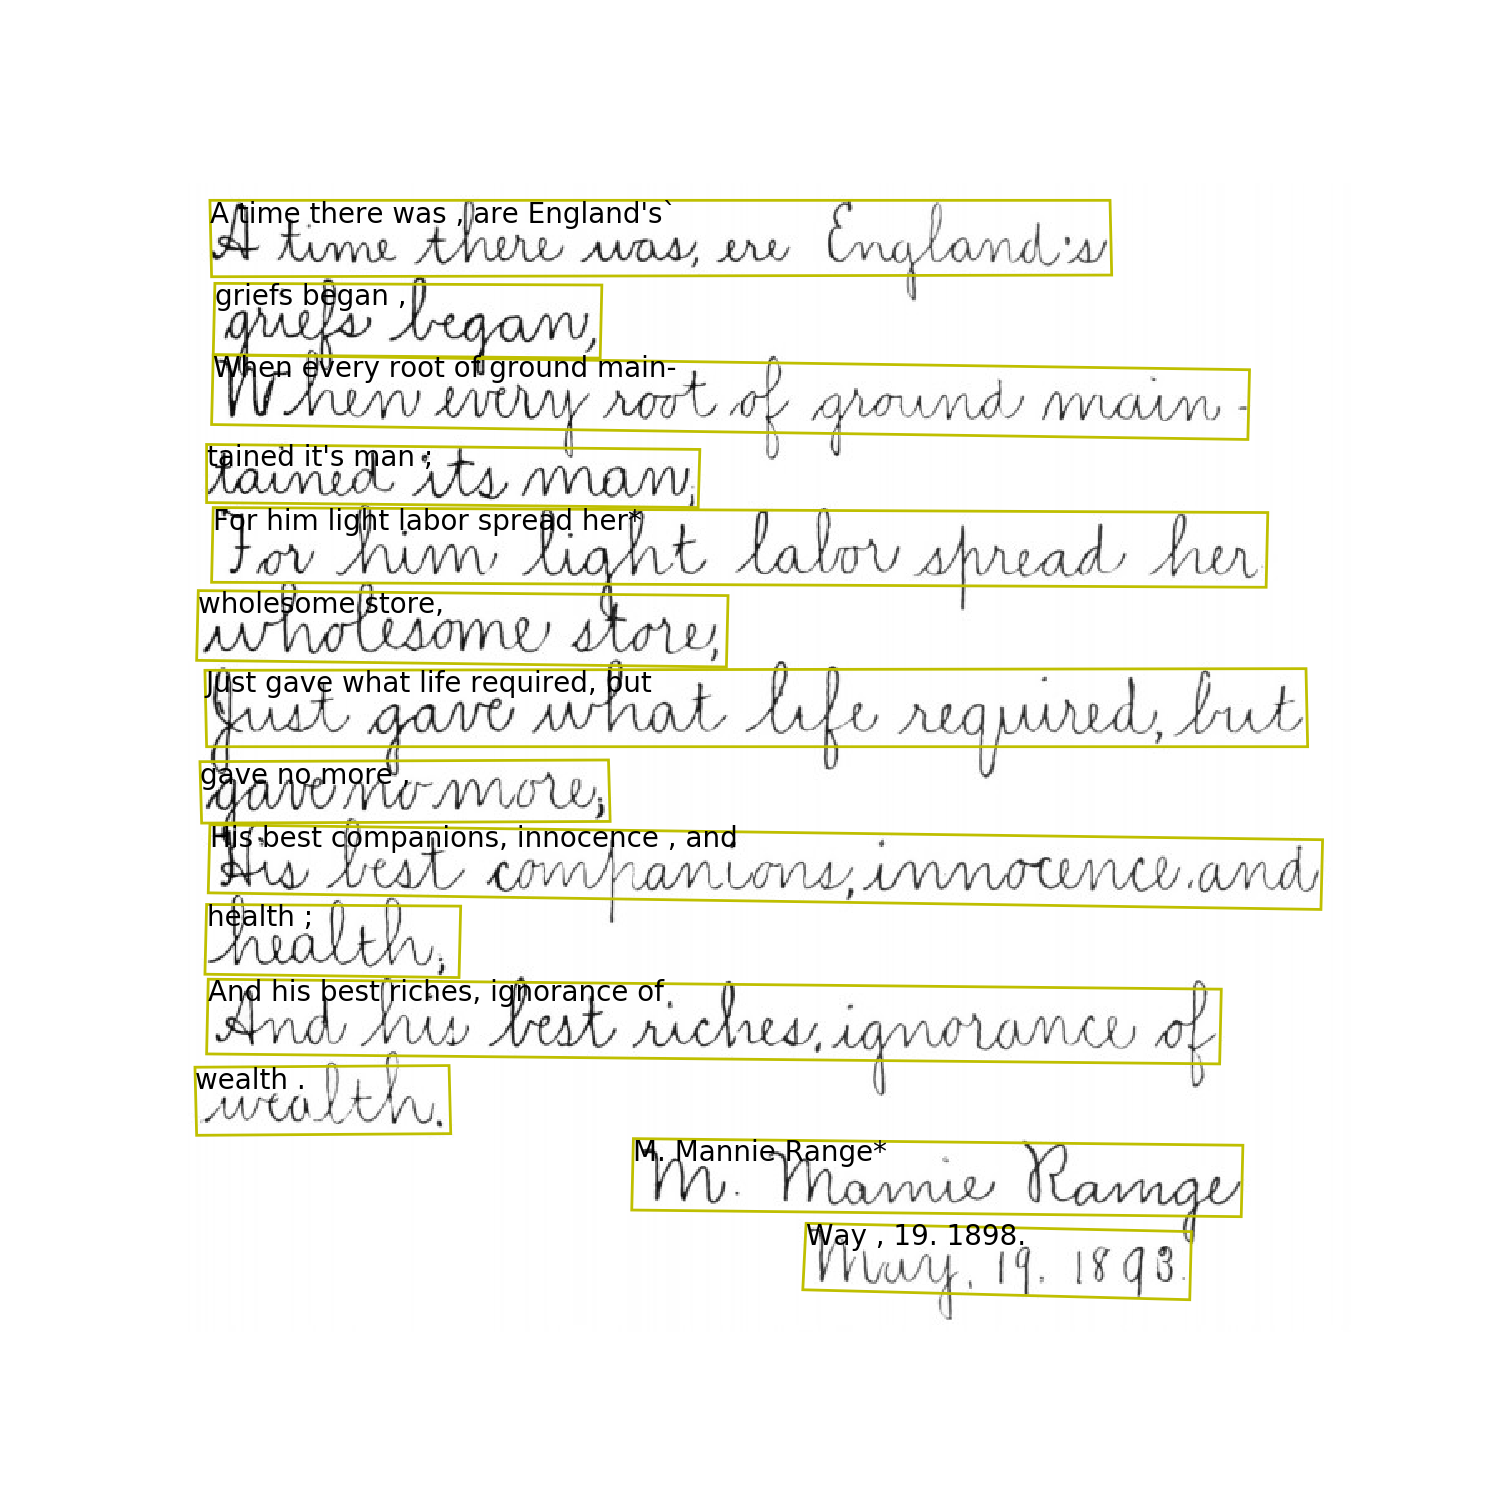 A time there was , are England's`
A time there was, ere England's
griefs began ,
griefs began,
When every root of ground main-
When every root of ground main-
tained it's man ;
tained its man;
For him light labor spread her*
For him light labor spread her
wholesome store,
wholesome store,
Just gave what life required, but
Just gave what life required, but
gave no more ,
gave no more;
His best companions, innocence , and
His best companions, innocence and
health ;
health;
And his best riches, ignorance of
And his best riches, ignorance of
wealth .
wealth.
M. Mannie Range*
M. Mamie Ramge
Way , 19. 1898.
May, 19. 1893.